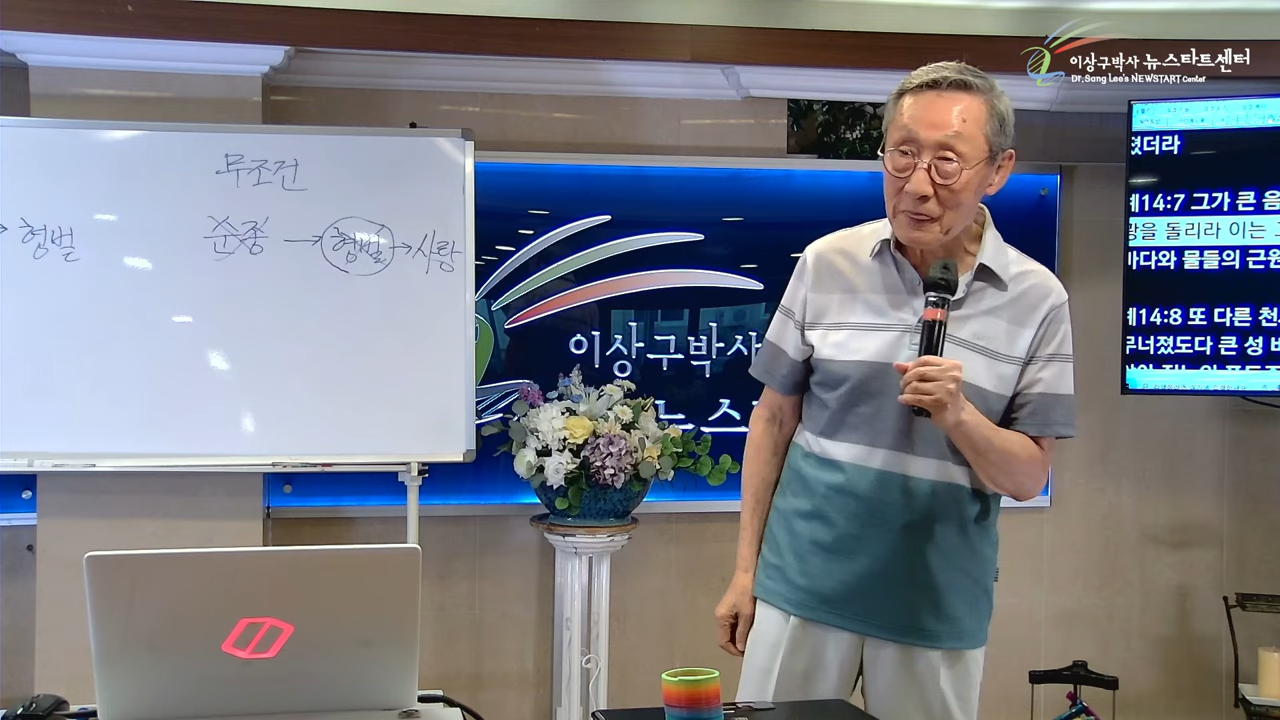 이상구박사 뉴스타트센터
Dr. Sang Lee's NEWSTART Center
무조건
형벌
순종 → 형벌 → 사랑
이상구박사
뉴스
졌더라
14:7 그가 큰 음
을 돌리라 이는
바다와 물들의 근원
14:8 또 다른 천
무너졌도다 큰 성 바